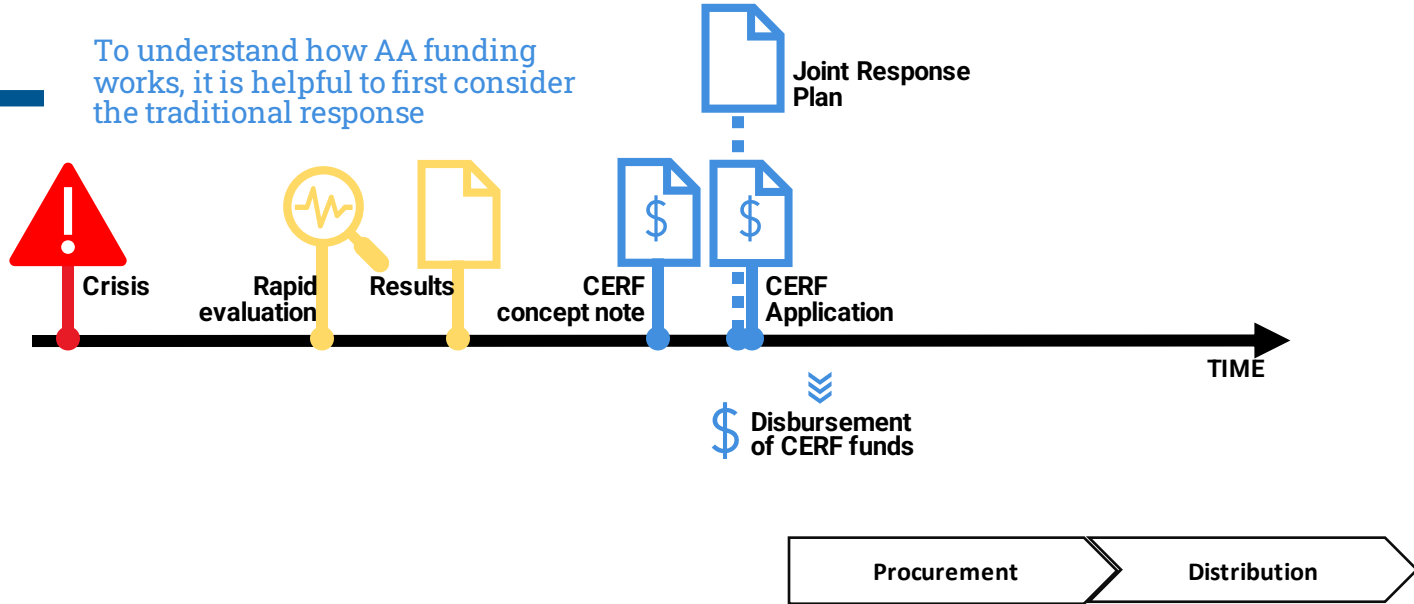 To understand how AA funding
works, it is helpful to first consider
the traditional response
Joint Response
Plan
$
$
Crisis
Rapid
evaluation
Results
CERF
concept note
CERF
Application
TIME
$
Disbursement
of CERF funds
Procurement
Distribution